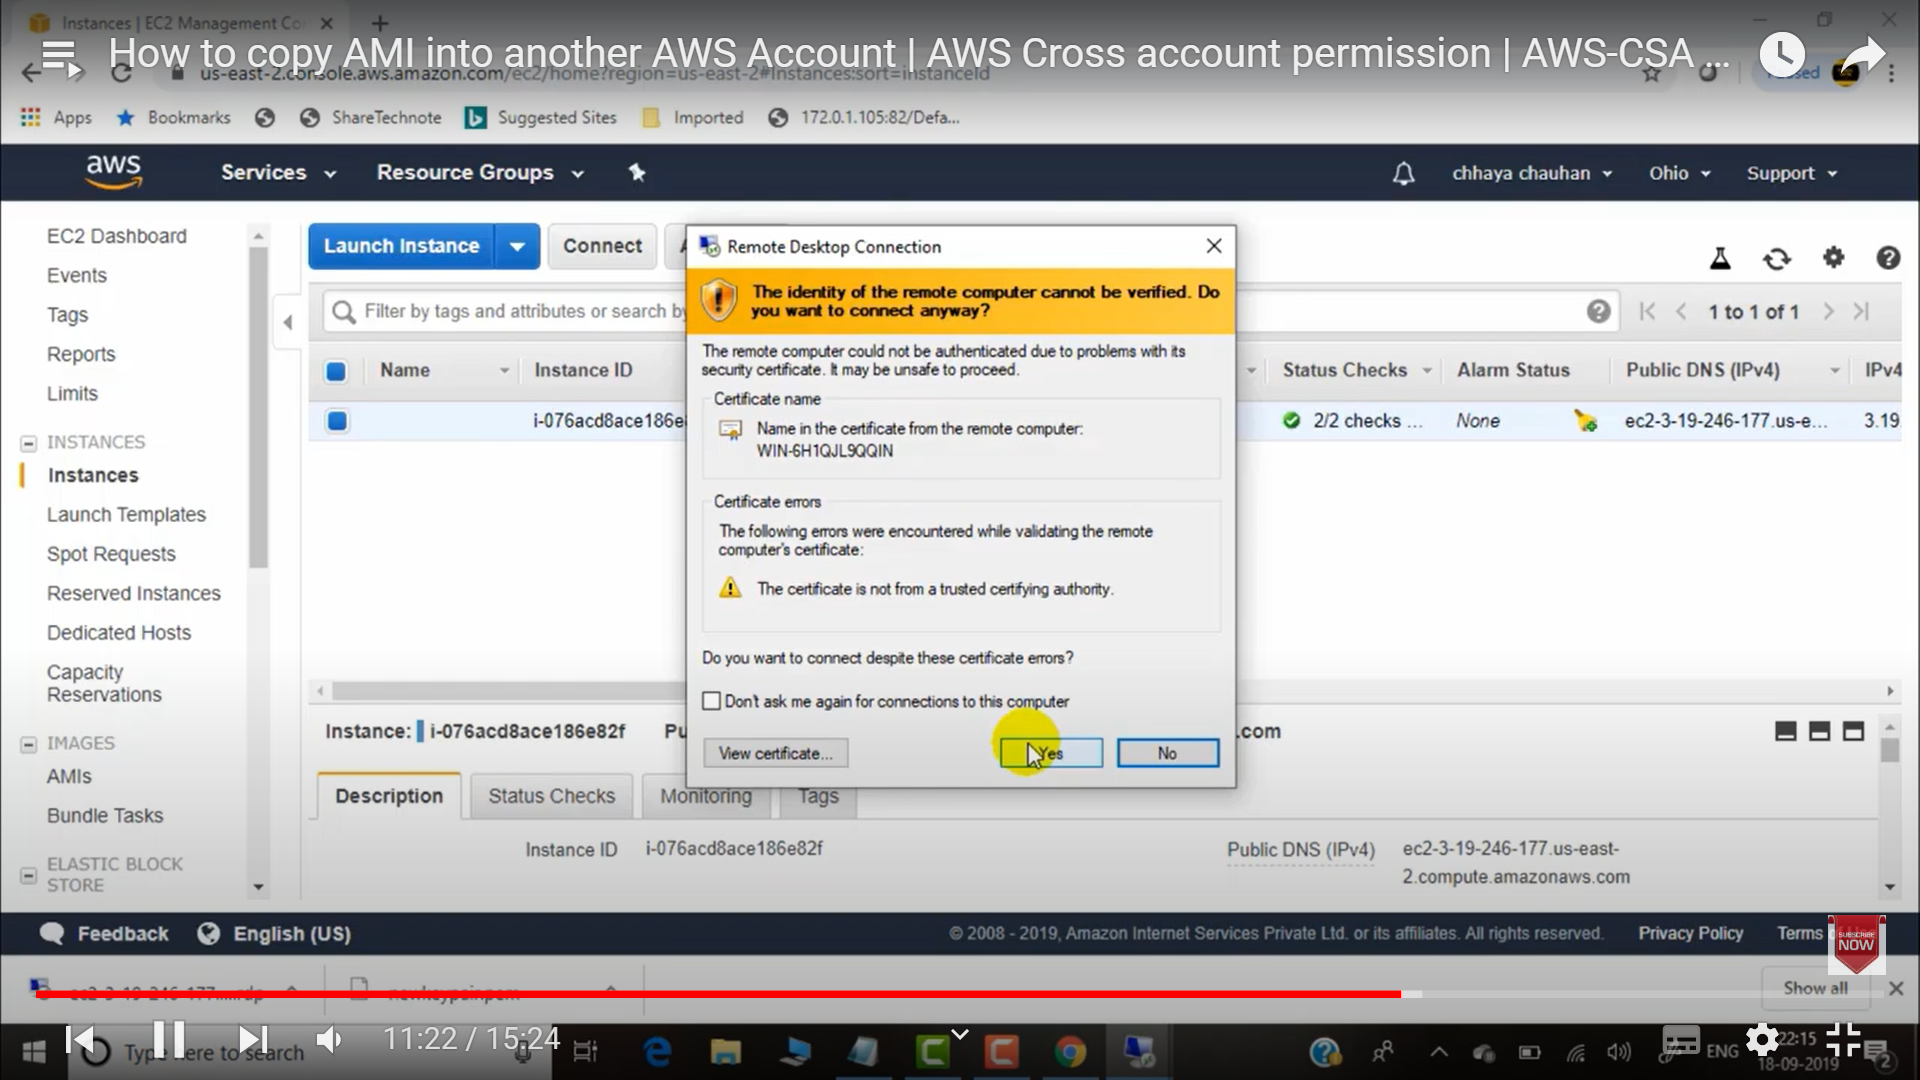 Instances | EC2 Management Co
How to copy AMI into another AWS Account | AWS Cross account permission | AWS-CSA ...
us-east-2.console.aws.amazon.com/ec2/home?region=us-east-2#Instances:sort=instanceId
Apps
Bookmarks
ShareTechnote
Suggested Sites
Imported
172.0.1.105:82/Defa...
aws
Services
Resource Groups
chhaya chauhan
Ohio
Support
EC2 Dashboard
Events
Tags
Reports
Limits
INSTANCES
Instances
Launch Templates
Spot Requests
Reserved Instances
Dedicated Hosts
Capacity
Reservations
IMAGES
AMIs
Bundle Tasks
ELASTIC BLOCK
STORE
Launch Instance
Connect
Filter by tags and attributes or search by
1 to 1 of 1
Name
Instance ID
Status Checks
Alarm Status
Public DNS (IPv4)
IPv4
i-076acd8ace186e
2/2 checks ...
None
ec2-3-19-246-177.us-e...
3.19
Remote Desktop Connection
The identity of the remote computer cannot be verified. Do
you want to connect anyway?
The remote computer could not be authenticated due to problems with its
security certificate. It may be unsafe to proceed.
Certificate name
Name in the certificate from the remote computer:
WIN-6H1QJL9QQIN
Certificate errors
The following errors were encountered while validating the remote
computer's certificate:
The certificate is not from a trusted certifying authority.
Do you want to connect despite these certificate errors?
Don't ask me again for connections to this computer
View certificate...
Yes
No
Instance: i-076acd8ace186e82f
Pu
.com
Description
Status Checks
Monitoring
Tags
Instance ID
i-076acd8ace186e82f
Public DNS (IPv4)
ec2-3-19-246-177.us-east-
2.compute.amazonaws.com
Feedback
English (US)
© 2008 - 2019, Amazon Internet Services Private Ltd. or its affiliates. All rights reserved.
Privacy Policy
Terms
SUBSCRIBE
NOW
Show all
11:22 / 15:24
Type here to search
ENG
22:15
18-09-2019
2